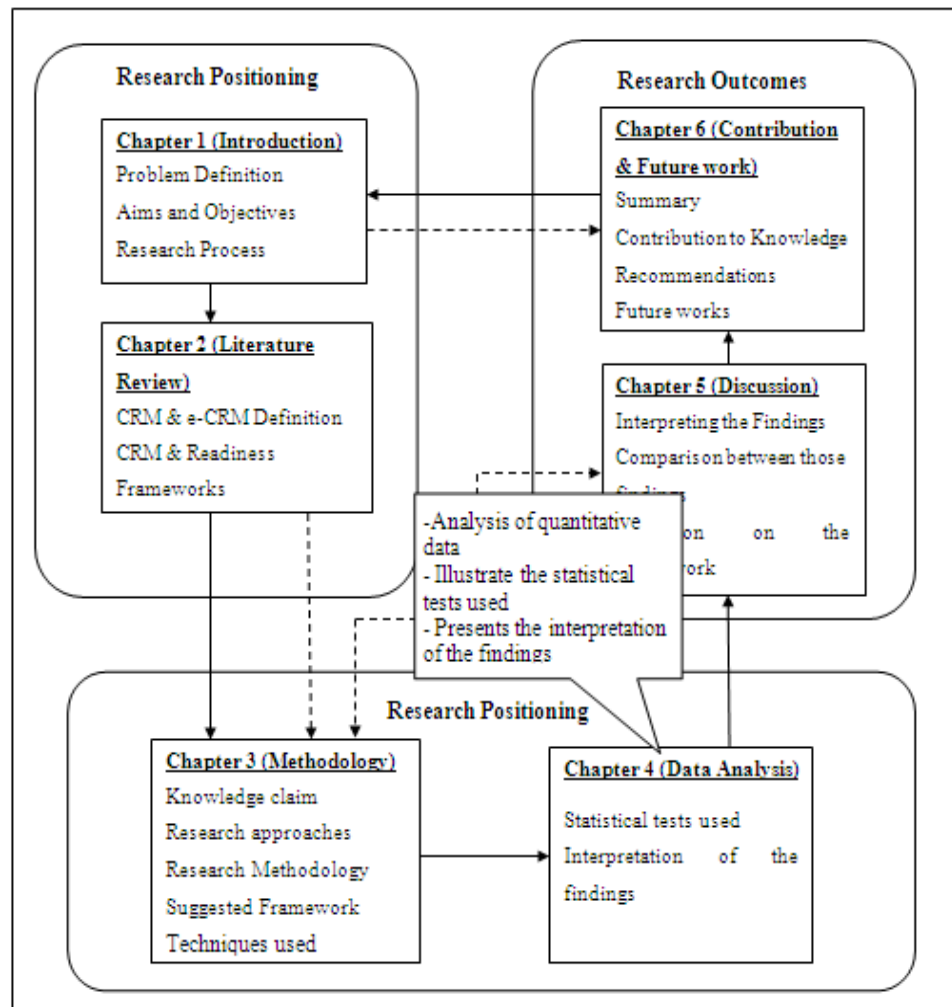 Research Positioning
Chapter 1 (Introduction)
Problem Definition
Aims and Objectives
Research Process
Chapter 2 (Literature
Review)
CRM & e-CRM Definition
CRM & Readiness
Frameworks
Research Outcomes
Chapter 6 (Contribution
& Future work)
Summary
Contribution to Knowledge
Recommendations
Future works
Chapter 5 (Discussion)
Interpreting the Findings
Comparison between those
on the
-Analysis of quantitative
data
- Illustrate the statistical
tests used
- Presents the interpretation
of the findings
Research Positioning
Chapter 3 (Methodology)
Knowledge claim
Research approaches
Research Methodology
Suggested Framework
Techniques used
Chapter 4 (Data Analysis)
Statistical tests used
Interpretation of the
findings